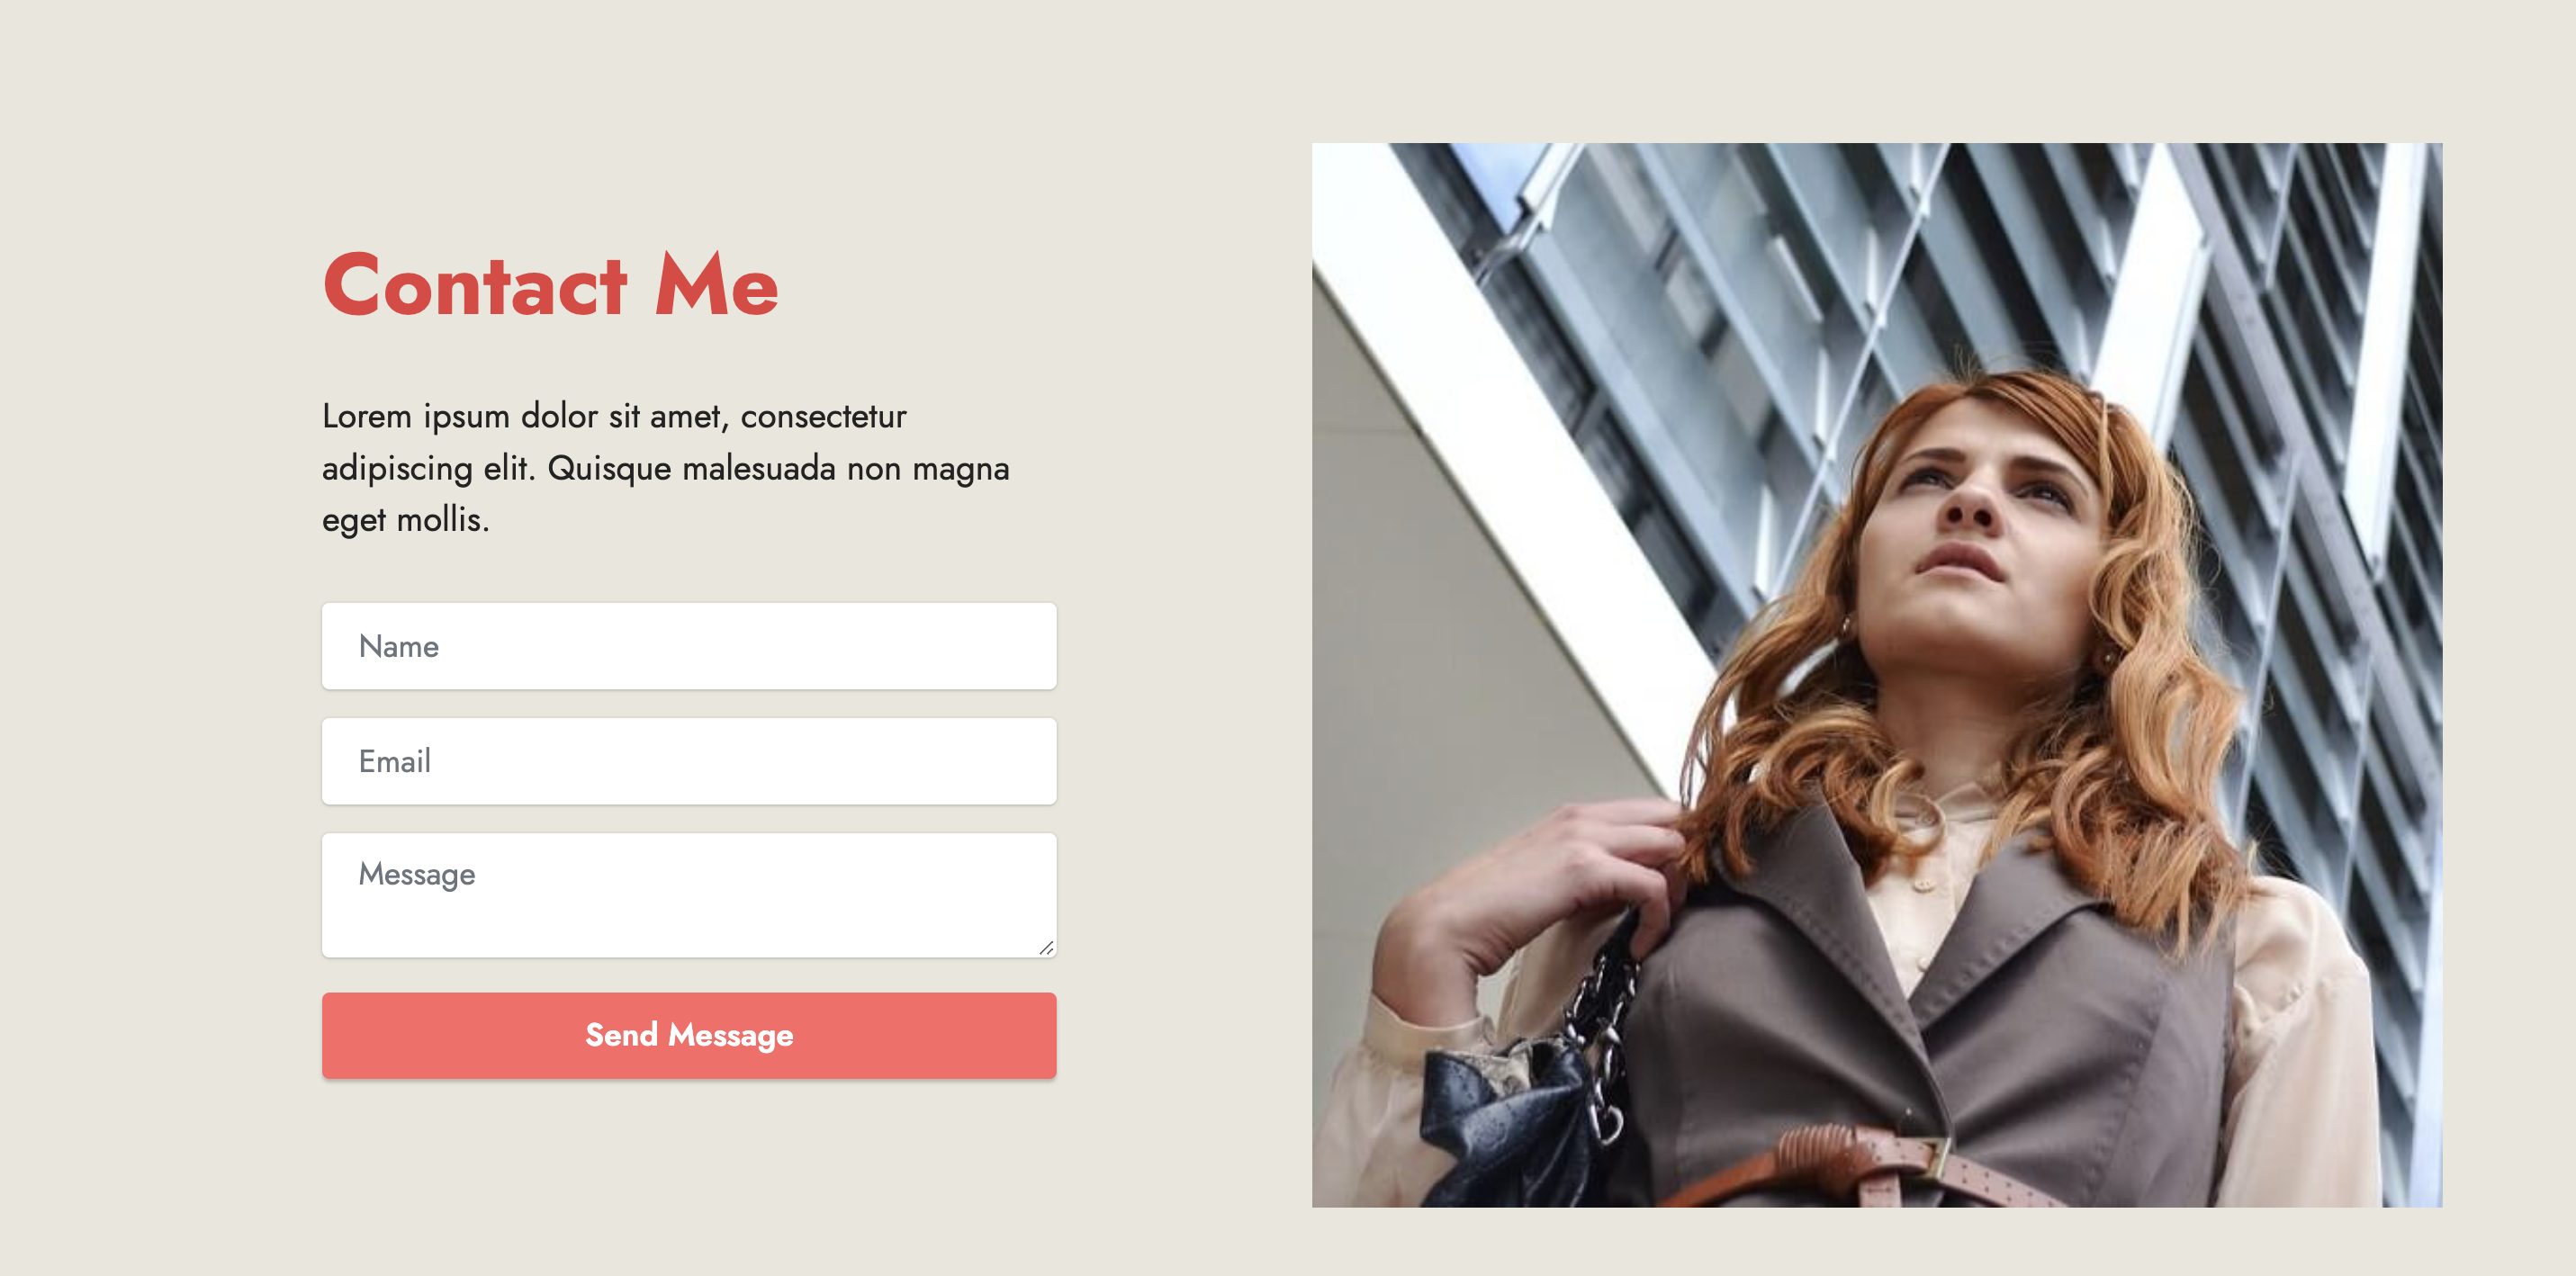 Contact Me
Lorem ipsum dolor sit amet, consectetur
adipiscing elit. Quisque malesuada non magna
eget mollis.
Name
Email
Message
Send Message